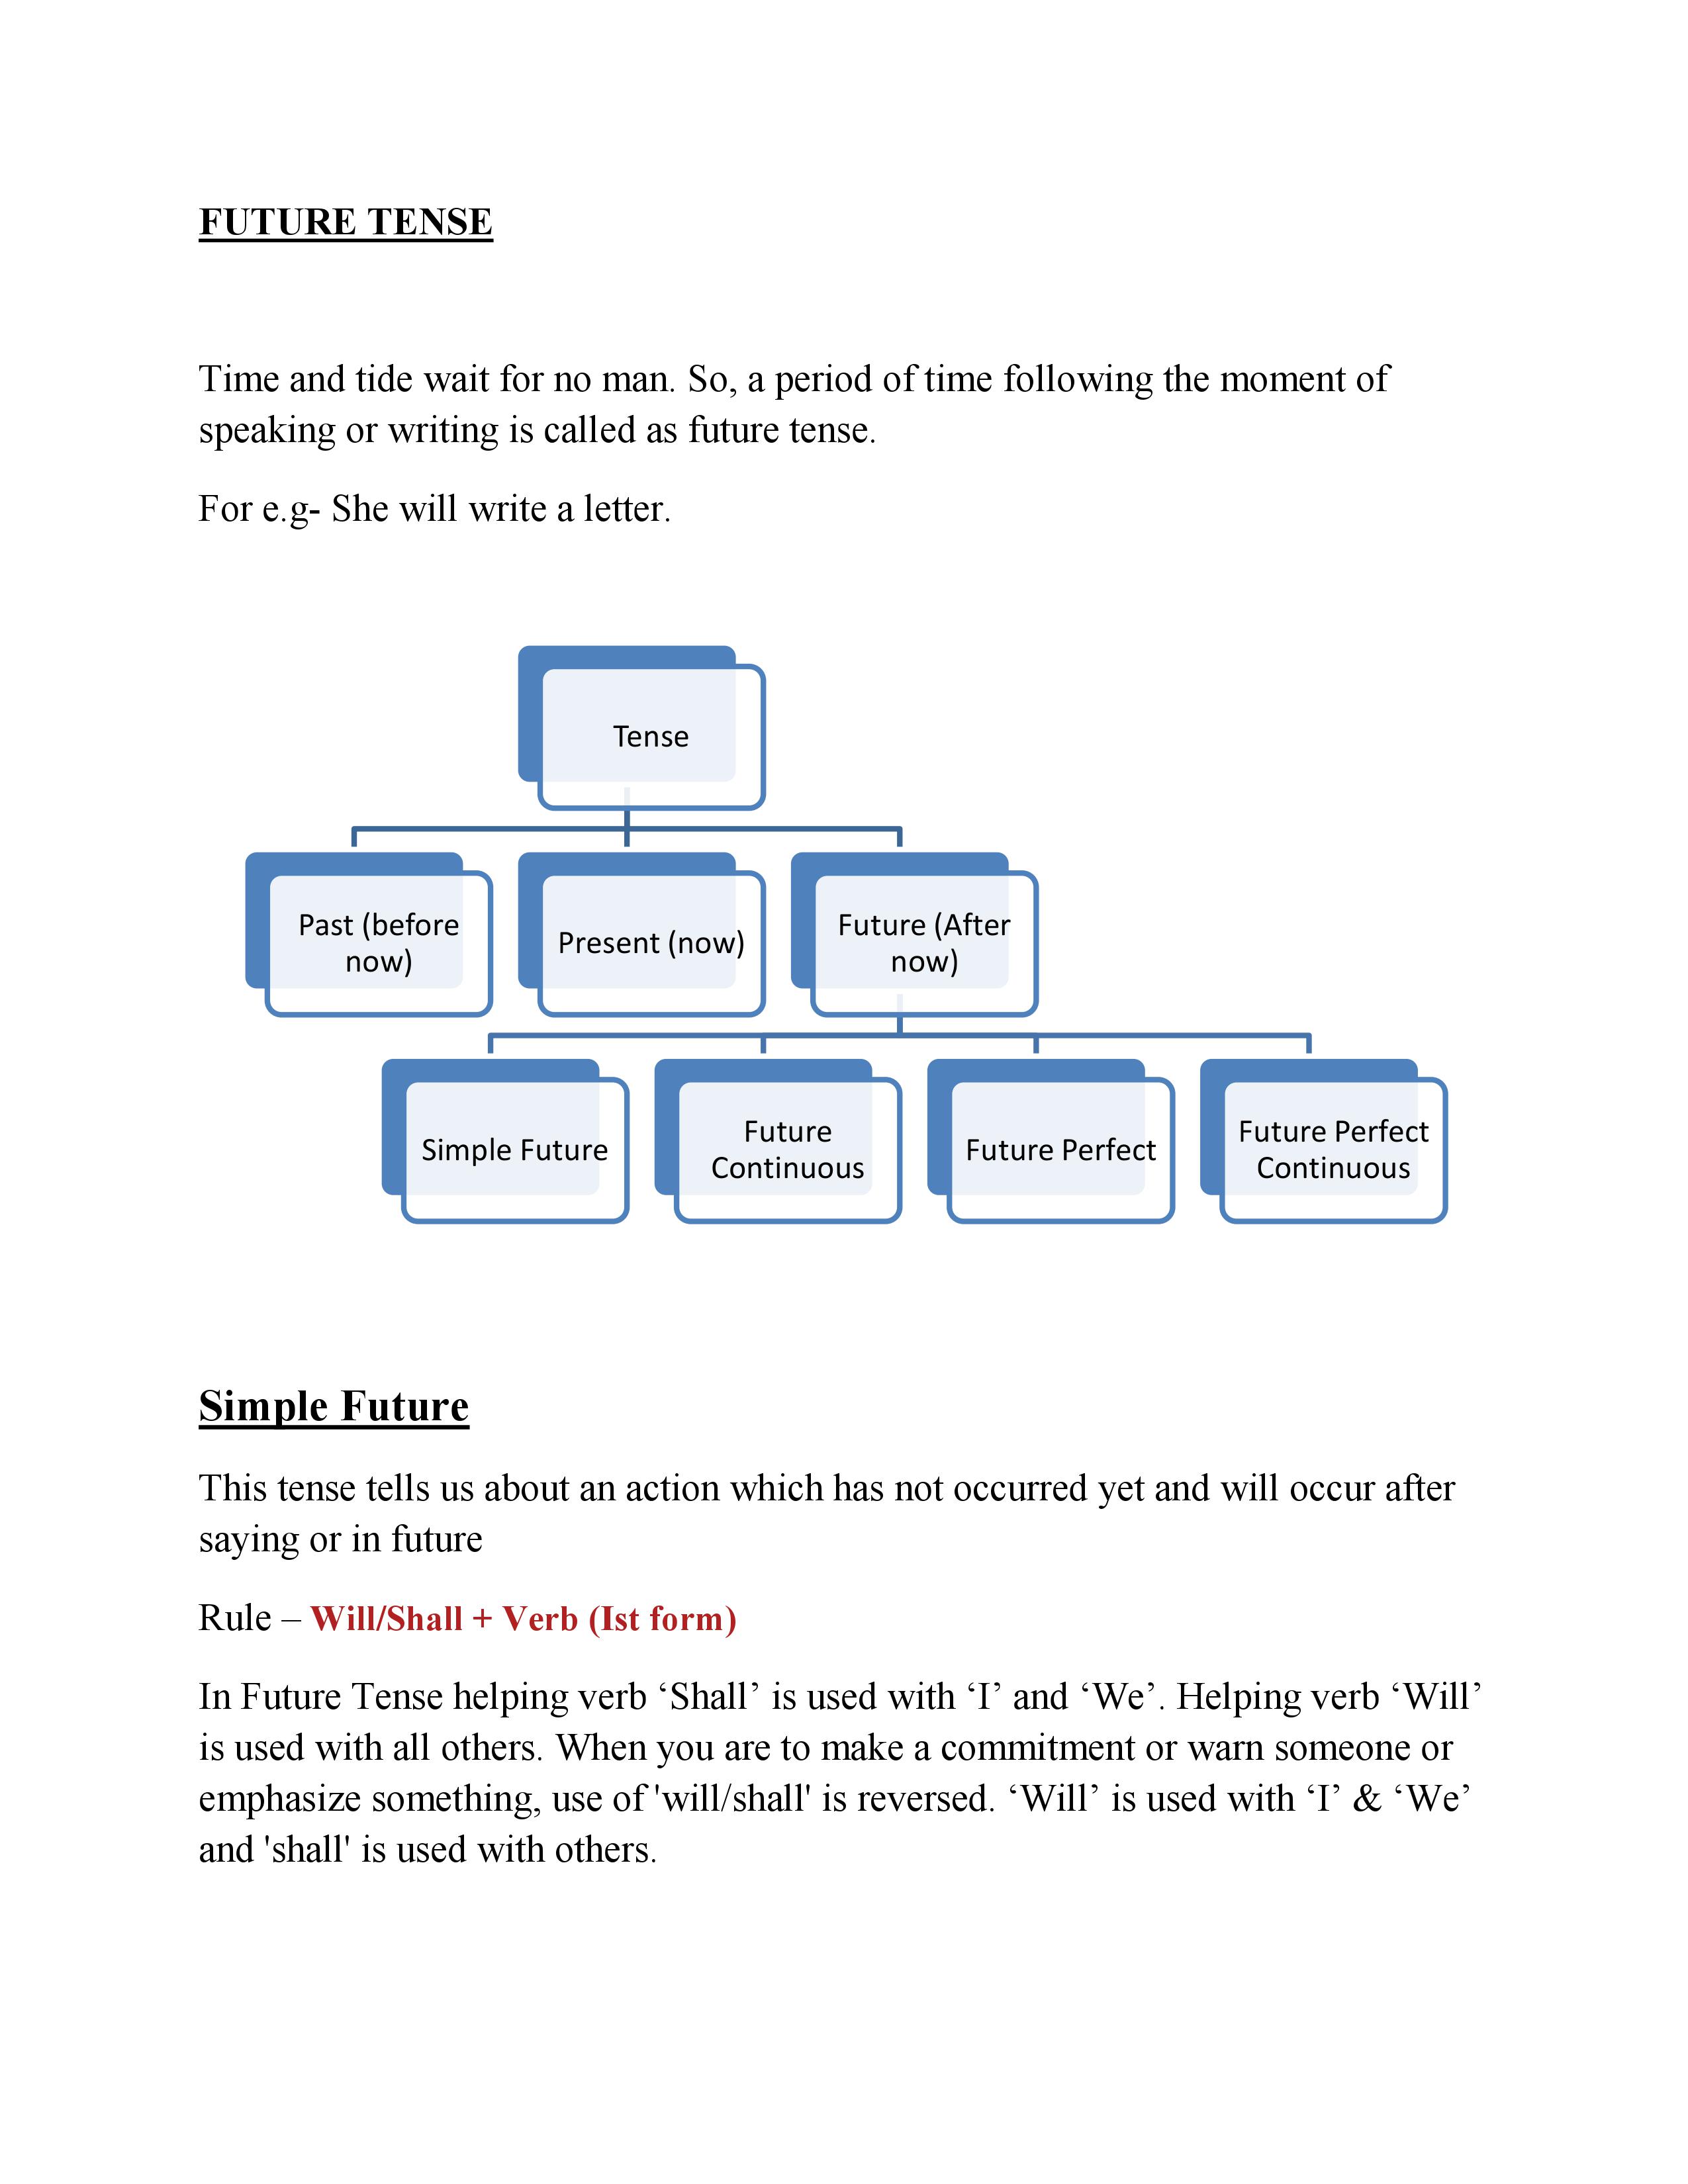 FUTURE TENSE
Time and tide wait for no man. So, a period of time following the moment of
speaking or writing is called as future tense.
For e.g- She will write a letter.
Tense
Past (before
now)
Present (now)
Future (After
now)
Simple Future
Future
Continuous
Future Perfect
Future Perfect
Continuous
Simple Future
This tense tells us about an action which has not occurred yet and will occur after
saying or in future
Rule – Will/Shall + Verb (Ist form)
In Future Tense helping verb ‘Shall’ is used with ‘I’ and ‘We’. Helping verb ‘Will’
is used with all others. When you are to make a commitment or warn someone or
emphasize something, use of 'will/shall' is reversed. ‘Will’ is used with ‘I’ & ‘We’
and 'shall' is used with others.